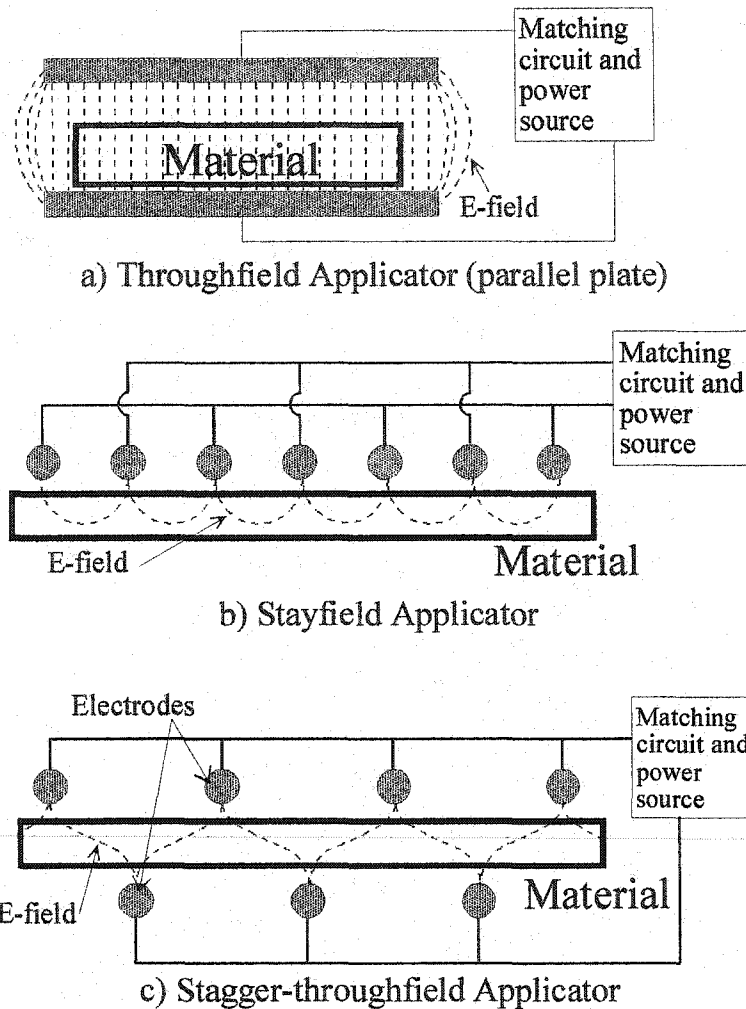 Matching
circuit and
power
source
Material
E-field
a) Throughfield Applicator (parallel plate)
Matching
circuit and
power
source
E-field
Material
b) Stayfield Applicator
Electrodes
Matching
circuit and
power
source
E-field
Material
c) Stagger-throughfield Applicator